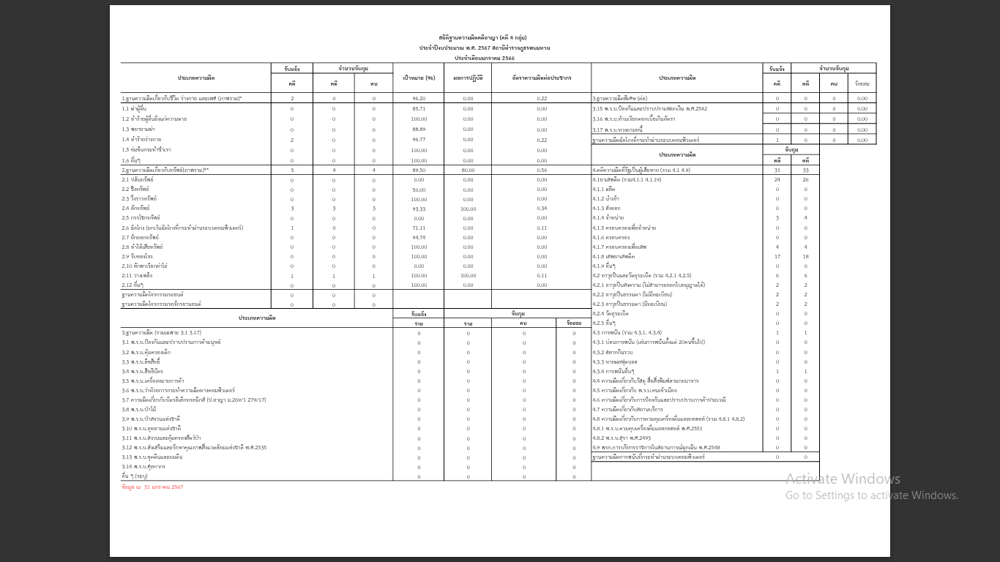 สถิติฐานความผิดคดีอาญา (คดี 4 กลุ่ม)
ประจำปีงบประมาณ พ.ศ. 2567 สถานีตำรวจภูธรพนมทวน
ประจำเดือนมกราคม 2566
ประเภทความผิด รับแจ้ง จำนวนจับกุม เป้าหมาย (%) ผลการปฏิบัติ อัตราความผิดต่อประชากร
คดี คดี คน
1.ฐานความผิดเกี่ยวกับชีวิต ร่างกาย และเพศ (ภาพรวม)* 2 0 0 96.20 0.00 0.22
1.1 ฆ่าผู้อื่น 0 0 0 85.71 0.00 0.00
1.2 ทำร้ายผู้อื่นถึงแก่ความตาย 0 0 0 100.00 0.00 0.00
1.3 พยายามฆ่า 0 0 0 88.89 0.00 0.00
1.4 ทำร้ายร่างกาย 2 0 0 96.77 0.00 0.22
1.5 ข่มขืนกระทำชำเรา 0 0 0 100.00 0.00 0.00
1.6 อื่นๆ 0 0 0 100.00 0.00 0.00
2.ฐานความผิดเกี่ยวกับทรัพย์(ภาพรวม)** 5 4 4 89.50 80.00 0.56
2.1 ปล้นทรัพย์ 0 0 0 0.00 0.00 0.00
2.2 ชิงทรัพย์ 0 0 0 50.00 0.00 0.00
2.3 วิ่งราวทรัพย์ 0 0 0 100.00 0.00 0.00
2.4 ลักทรัพย์ 3 3 3 93.33 100.00 0.34
2.5 กรรโชกทรัพย์ 0 0 0 0.00 0.00 0.00
2.6 ฉ้อโกง (ยกเว้นฉ้อโกงที่กระทำผ่านระบบคอมพิวเตอร์) 1 0 0 71.11 0.00 0.11
2.7 ยักยอกทรัพย์ 0 0 0 94.74 0.00 0.00
2.8 ทำให้เสียทรัพย์ 0 0 0 100.00 0.00 0.00
2.9 รับของโจร 0 0 0 100.00 0.00 0.00
2.10 ลักพาเรียกค่าไถ่ 0 0 0 0.00 0.00 0.00
2.11 วางเพลิง 1 1 1 100.00 100.00 0.11
2.12 อื่นๆ 0 0 0 100.00 0.00 0.00
ฐานความผิดโจรกรรมรถยนต์ 0 0 0
ฐานความผิดโจรกรรมรถจักรยานยนต์ 0 0 0
ประเภทความผิด รับแจ้ง จับกุม
ราย ราย คน ร้อยละ
3.ฐานความผิด (รวมเฉพาะ 3.1 3.17) 0 0 0 0
3.1 พ.ร.บ.ป้องกันและปราบปรามการค้ามนุษย์ 0 0 0 0
3.2 พ.ร.บ.คุ้มครองเด็ก 0 0 0 0
3.3 พ.ร.บ.ลิขสิทธิ์ 0 0 0 0
3.4 พ.ร.บ.สิทธิบัตร 0 0 0 0
3.5 พ.ร.บ.เครื่องหมายการค้า 0 0 0 0
3.6 พ.ร.บ.ว่าด้วยการกระทำความผิดทางคอมพิวเตอร์ 0 0 0 0
3.7 ความผิดเกี่ยวกับบัตรอิเล็กทรอนิกส์ (ป.อาญา ม.269/1 279/17) 0 0 0 0
3.8 พ.ร.บ.ป่าไม้ 0 0 0 0
3.9 พ.ร.บ.ป่าสงวนแห่งชาติ 0 0 0 0
3.10 พ.ร.บ.อุทยานแห่งชาติ 0 0 0 0
3.11 พ.ร.บ.สงวนและคุ้มครองสัตว์ป่า 0 0 0 0
3.12 พ.ร.บ.ส่งเสริมและรักษาคุณภาพสิ่งแวดล้อมแห่งชาติ พ.ศ.2535 0 0 0 0
3.13 พ.ร.บ.ขุดดินและถมดิน 0 0 0 0
3.14 พ.ร.บ.ศุลกากร 0 0 0 0
อื่น ๆ (ระบุ) 0 0 0 0
ข้อมูล ณ 31 มกราคม 2567
ประเภทความผิด รับแจ้ง จำนวนจับกุม
คดี คดี คน ร้อยละ
3.ฐานความผิดพิเศษ (ต่อ) 0 0 0 0.00
3.15 พ.ร.บ.ป้องกันและปราบปรามฟอกเงิน พ.ศ.2542 0 0 0 0.00
3.16 พ.ร.บ.ห้ามเรียกดอกเบี้ยเกินอัตรา 0 0 0 0.00
3.17 พ.ร.บ.ทวงถามหนี้ 0 0 0 0.00
ฐานความผิดฉ้อโกงที่กระทำผ่านระบบคอมพิวเตอร์ 1 0 0 0.00
ประเภทความผิด จับกุม
คดี คดี
4.คดีความผิดที่รัฐเป็นผู้เสียหาย (รวม 4.1 4.9) 31 33
4.1ยาเสพติด (รวม4.1.1 4.1.19) 24 26
4.1.1 ผลิต 0 0
4.1.2 นำเข้า 0 0
4.1.3 ส่งออก 0 0
4.1.4 จำหน่าย 3 4
4.1.5 ครอบครองเพื่อจำหน่าย 0 0
4.1.6 ครอบครอง 0 0
4.1.7 ครอบครองเพื่อเสพ 4 4
4.1.8 เสพยาเสพติด 17 18
4.1.9 อื่นๆ 0 0
4.2 อาวุธปืนและวัตถุระเบิด (รวม 4.2.1 4.2.5) 6 6
4.2.1 อาวุธปืนสงคราม (ไม่สามารถออกใบอนุญาตได้) 2 2
4.2.2 อาวุธปืนธรรมดา (ไม่มีทะเบียน) 2 2
4.2.3 อาวุธปืนธรรมดา (มีทะเบียน) 2 2
4.2.4 วัตถุระเบิด 0 0
4.2.5 อื่นๆ 0 0
4.3 การพนัน (รวม 4.3.1. 4.3.4) 1 1
4.3.1 บ่อนการพนัน (เล่นการพนันตั้งแต่ 20คนขึ้นไป) 0 0
4.3.2 สลากกินรวบ 0 0
4.3.3 ทายผลฟุตบอล 0 0
4.3.4 การพนันอื่นๆ 1 1
4.4 ความผิดเกี่ยวกับวัสดุ สื่อสิ่งพิมพ์ลามกอนาจาร 0 0
4.5 ความผิดเกี่ยวกับ พ.ร.บ.คนเข้าเมือง 0 0
4.6 ความผิดเกี่ยวกับการป้องกันและปราบปราบการค้าประเวณี 0 0
4.7 ความผิดเกี่ยวกับสถานบริการ 0 0
4.8 ความผิดเกี่ยวกับการควบคุมเครื่องดื่มแอลกอฮอล์ (รวม 4.8.1 4.8.2) 0 0
4.8.1 พ.ร.บ.ควบคุมเครื่องดื่มแอลกอฮอล์ พ.ศ.2551 0 0
4.8.2 พ.ร.บ.สุรา พ.ศ.2493 0 0
4.9 พรก.การบริหารราชการในสถานการณ์ฉุกเฉิน พ.ศ.2548 0 0
ฐานความผิดการพนันที่กระทำผ่านระบบคอมพิวเตอร์ 0 0
Activate Windows
Go to Settings to activate Windows.